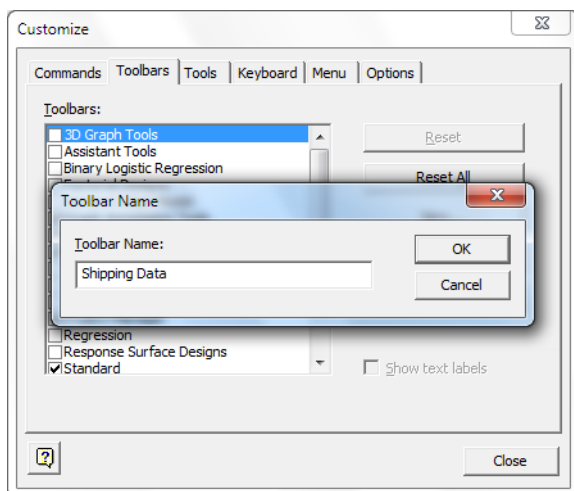 Customize
Commands Toolbars Tools Keyboard Menu Options
Toolbars:
3D Graph Tools
Assistant Tools
Binary Logistic Regression
Reset
Reset All
Toolbar Name
Toolbar Name:
Shipping Data
OK
Cancel
Regression
Response Surface Designs
Standard
Show text labels
Close